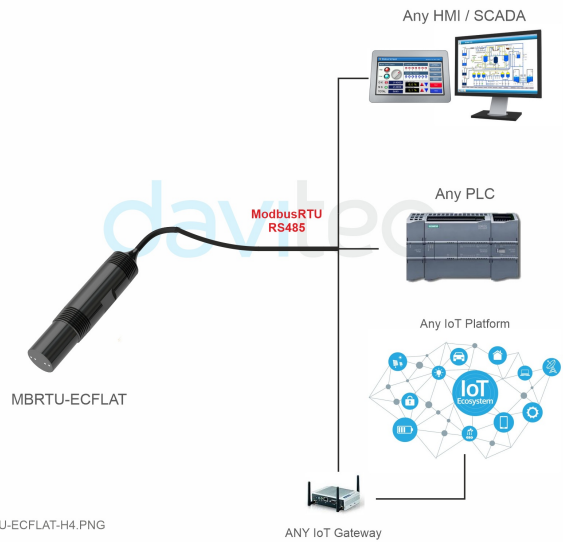 Any HMI / SCADA
davitec
ModbusRTU
RS485
Any PLC
Any IoT Platform
IoT
Ecosystem
MBRTU-ECFLAT
U-ECFLAT-H4.PNG
ANY IoT Gateway